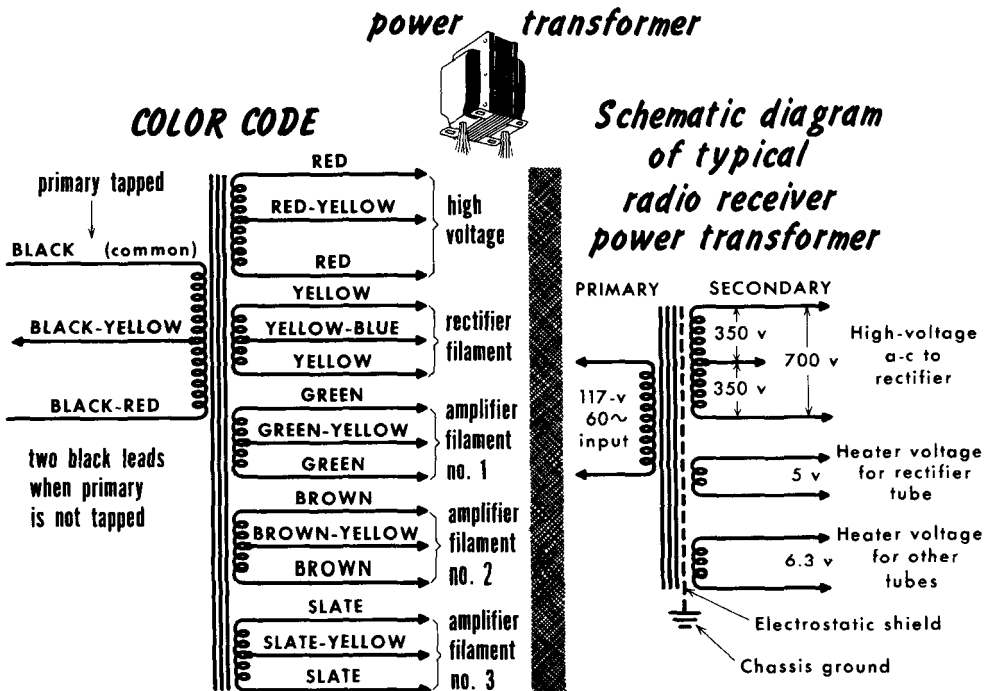 power transformer
COLOR CODE
primary tapped
BLACK (common)
BLACK-YELLOW
BLACK-RED
two black leads
when primary
is not tapped
RED
RED-YELLOW
RED
high
voltage
YELLOW
YELLOW-BLUE
YELLOW
rectifier
filament
GREEN
GREEN-YELLOW
GREEN
amplifier
filament
no. 1
BROWN
BROWN-YELLOW
BROWN
amplifier
filament
no. 2
SLATE
SLATE-YELLOW
SLATE
amplifier
filament
no. 3
Schematic diagram
of typical
radio receiver
power transformer
PRIMARY
SECONDARY
117-v
60~
input
350 v
350 v
700 v
High-voltage
a-c to
rectifier
5 v
Heater voltage
for rectifier
tube
6.3 v
Heater voltage
for other
tubes
Electrostatic shield
Chassis ground